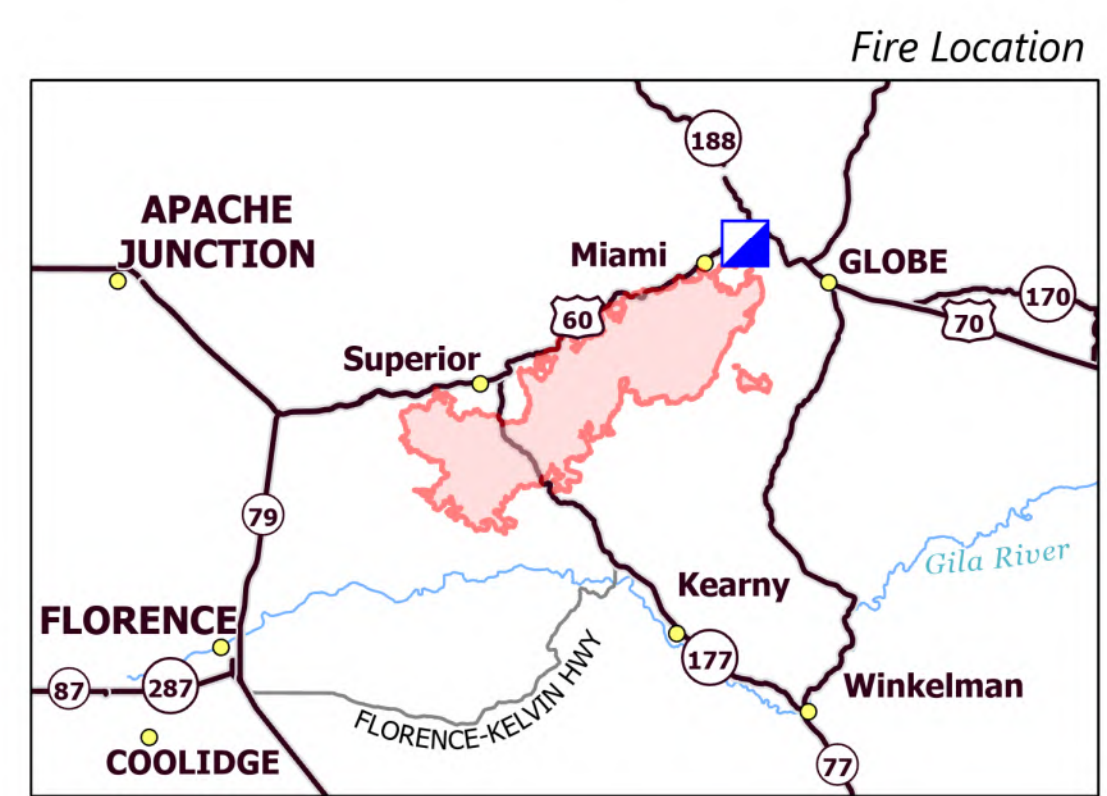 Fire Location
188
APACHE
JUNCTION
Miami
GLOBE
170
60
70
Superior
79
Gila River
Kearny
FLORENCE
177
87
287
Winkelman
FLORENCE-KELVIN HWY
COOLIDGE
77